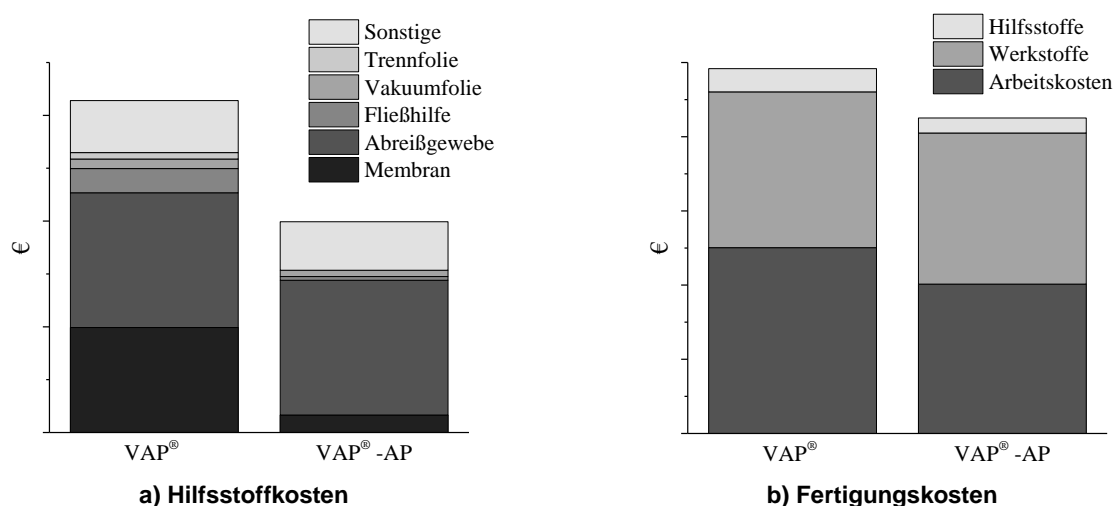 Sonstige
Trennfolie
Vakuumfolie
Fließhilfe
Abreißgewebe
Membran
€
VAP®
VAP® -AP
a) Hilfsstoffkosten
Hilfsstoffe
Werkstoffe
Arbeitskosten
€
VAP®
VAP® -AP
b) Fertigungskosten